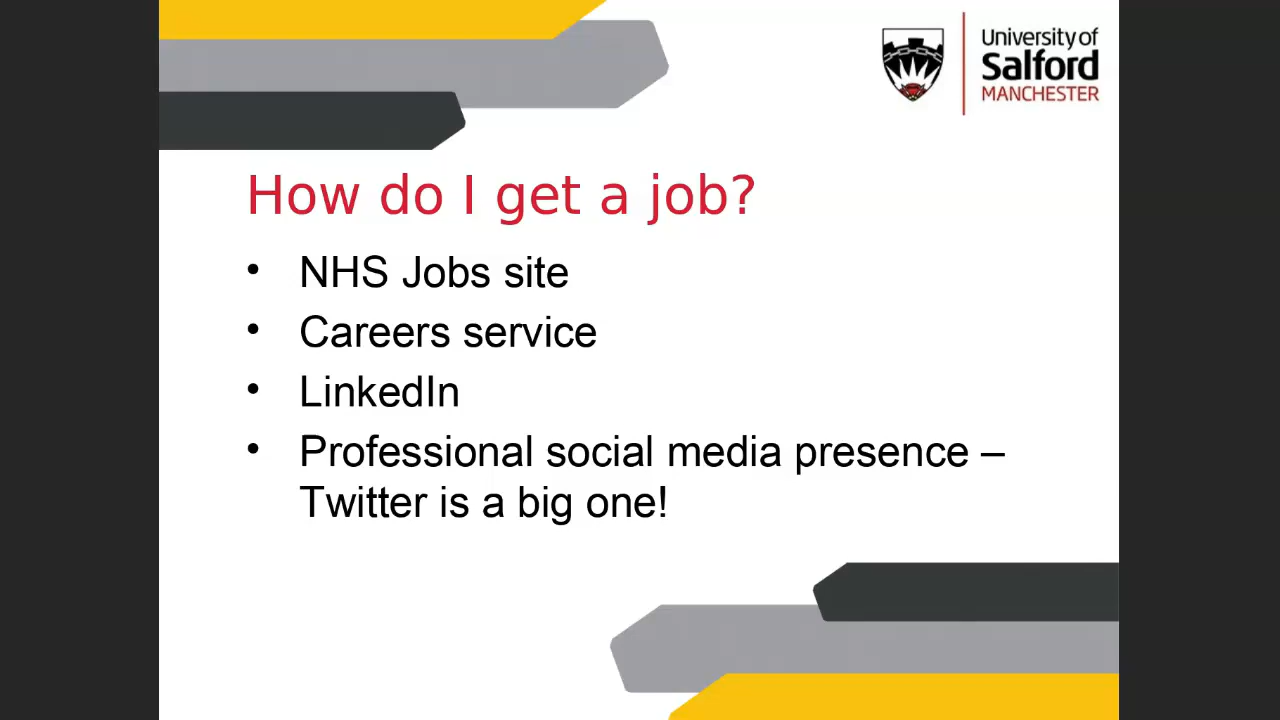 University of
Salford
MANCHESTER
How do I get a job?
• NHS Jobs site
• Careers service
• LinkedIn
• Professional social media presence –
Twitter is a big one!